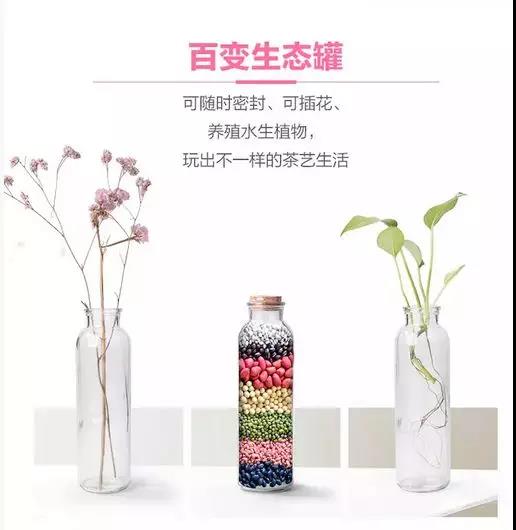 百变生态罐
可随时密封、可插花、
养殖水生植物，
玩出不一样的茶艺生活